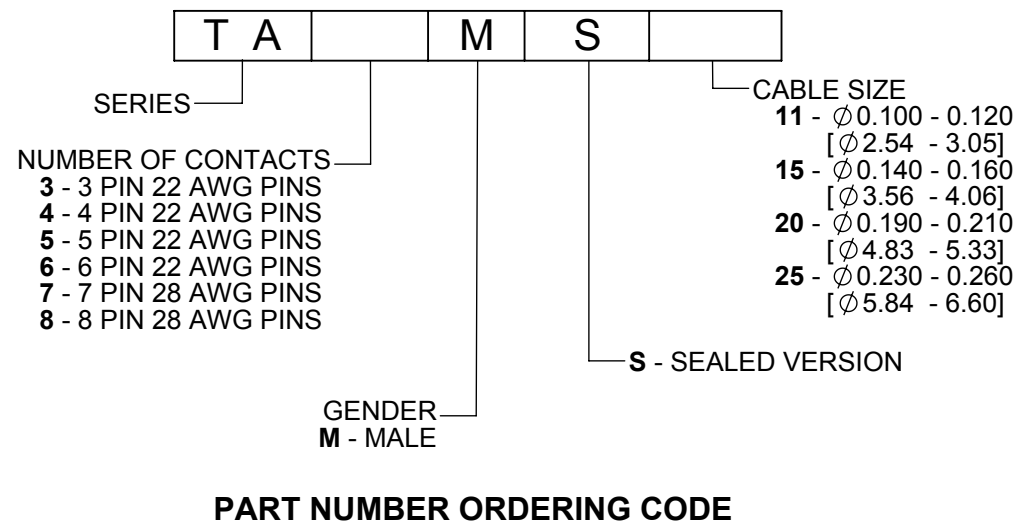 T A M S
SERIES
CABLE SIZE
11 - ∅0.100 - 0.120
[∅2.54 - 3.05]
15 - ∅0.140 - 0.160
[∅3.56 - 4.06]
20 - ∅0.190 - 0.210
[∅4.83 - 5.33]
25 - ∅0.230 - 0.260
[∅5.84 - 6.60]
NUMBER OF CONTACTS
3 - 3 PIN 22 AWG PINS
4 - 4 PIN 22 AWG PINS
5 - 5 PIN 22 AWG PINS
6 - 6 PIN 22 AWG PINS
7 - 7 PIN 28 AWG PINS
8 - 8 PIN 28 AWG PINS
S - SEALED VERSION
GENDER
M - MALE
PART NUMBER ORDERING CODE